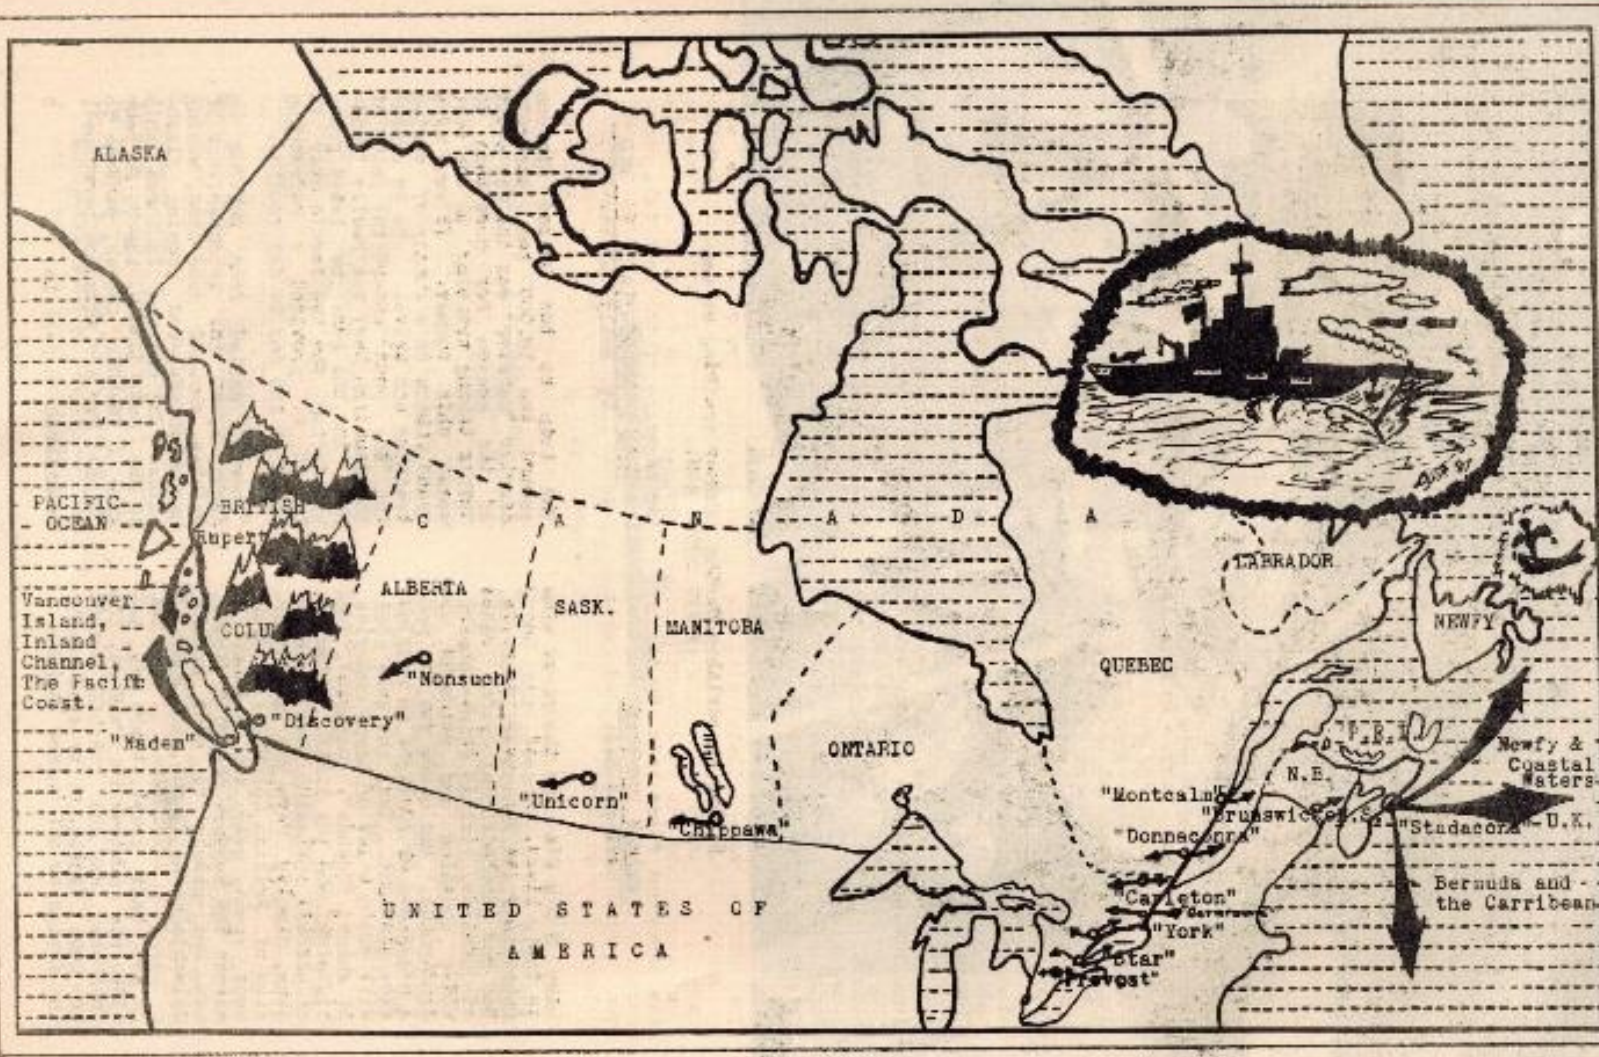 ALASKA
PACIFIC
OCEAN
BRITISH
Rupert
COLU
Vancouver
Island,
Inland
Channel,
The Pacific
Coast.
"Naden"
"Discovery"
C A N A D A
ALBERTA
SASK.
MANITOBA
"Nonsuch"
"Unicorn"
"Chippawa"
ONTARIO
QUEBEC
LABRADOR
NEWFY
P.E.I.
N.B.
"Montcalm"
"Brunswicker"
"Donnaconna"
"Carleton"
"York"
"Star"
"Prevost"
"Stadacona"
U.K.
Newfy &
Coastal
Waters
Bermuda and
the Carribean
UNITED STATES OF
AMERICA